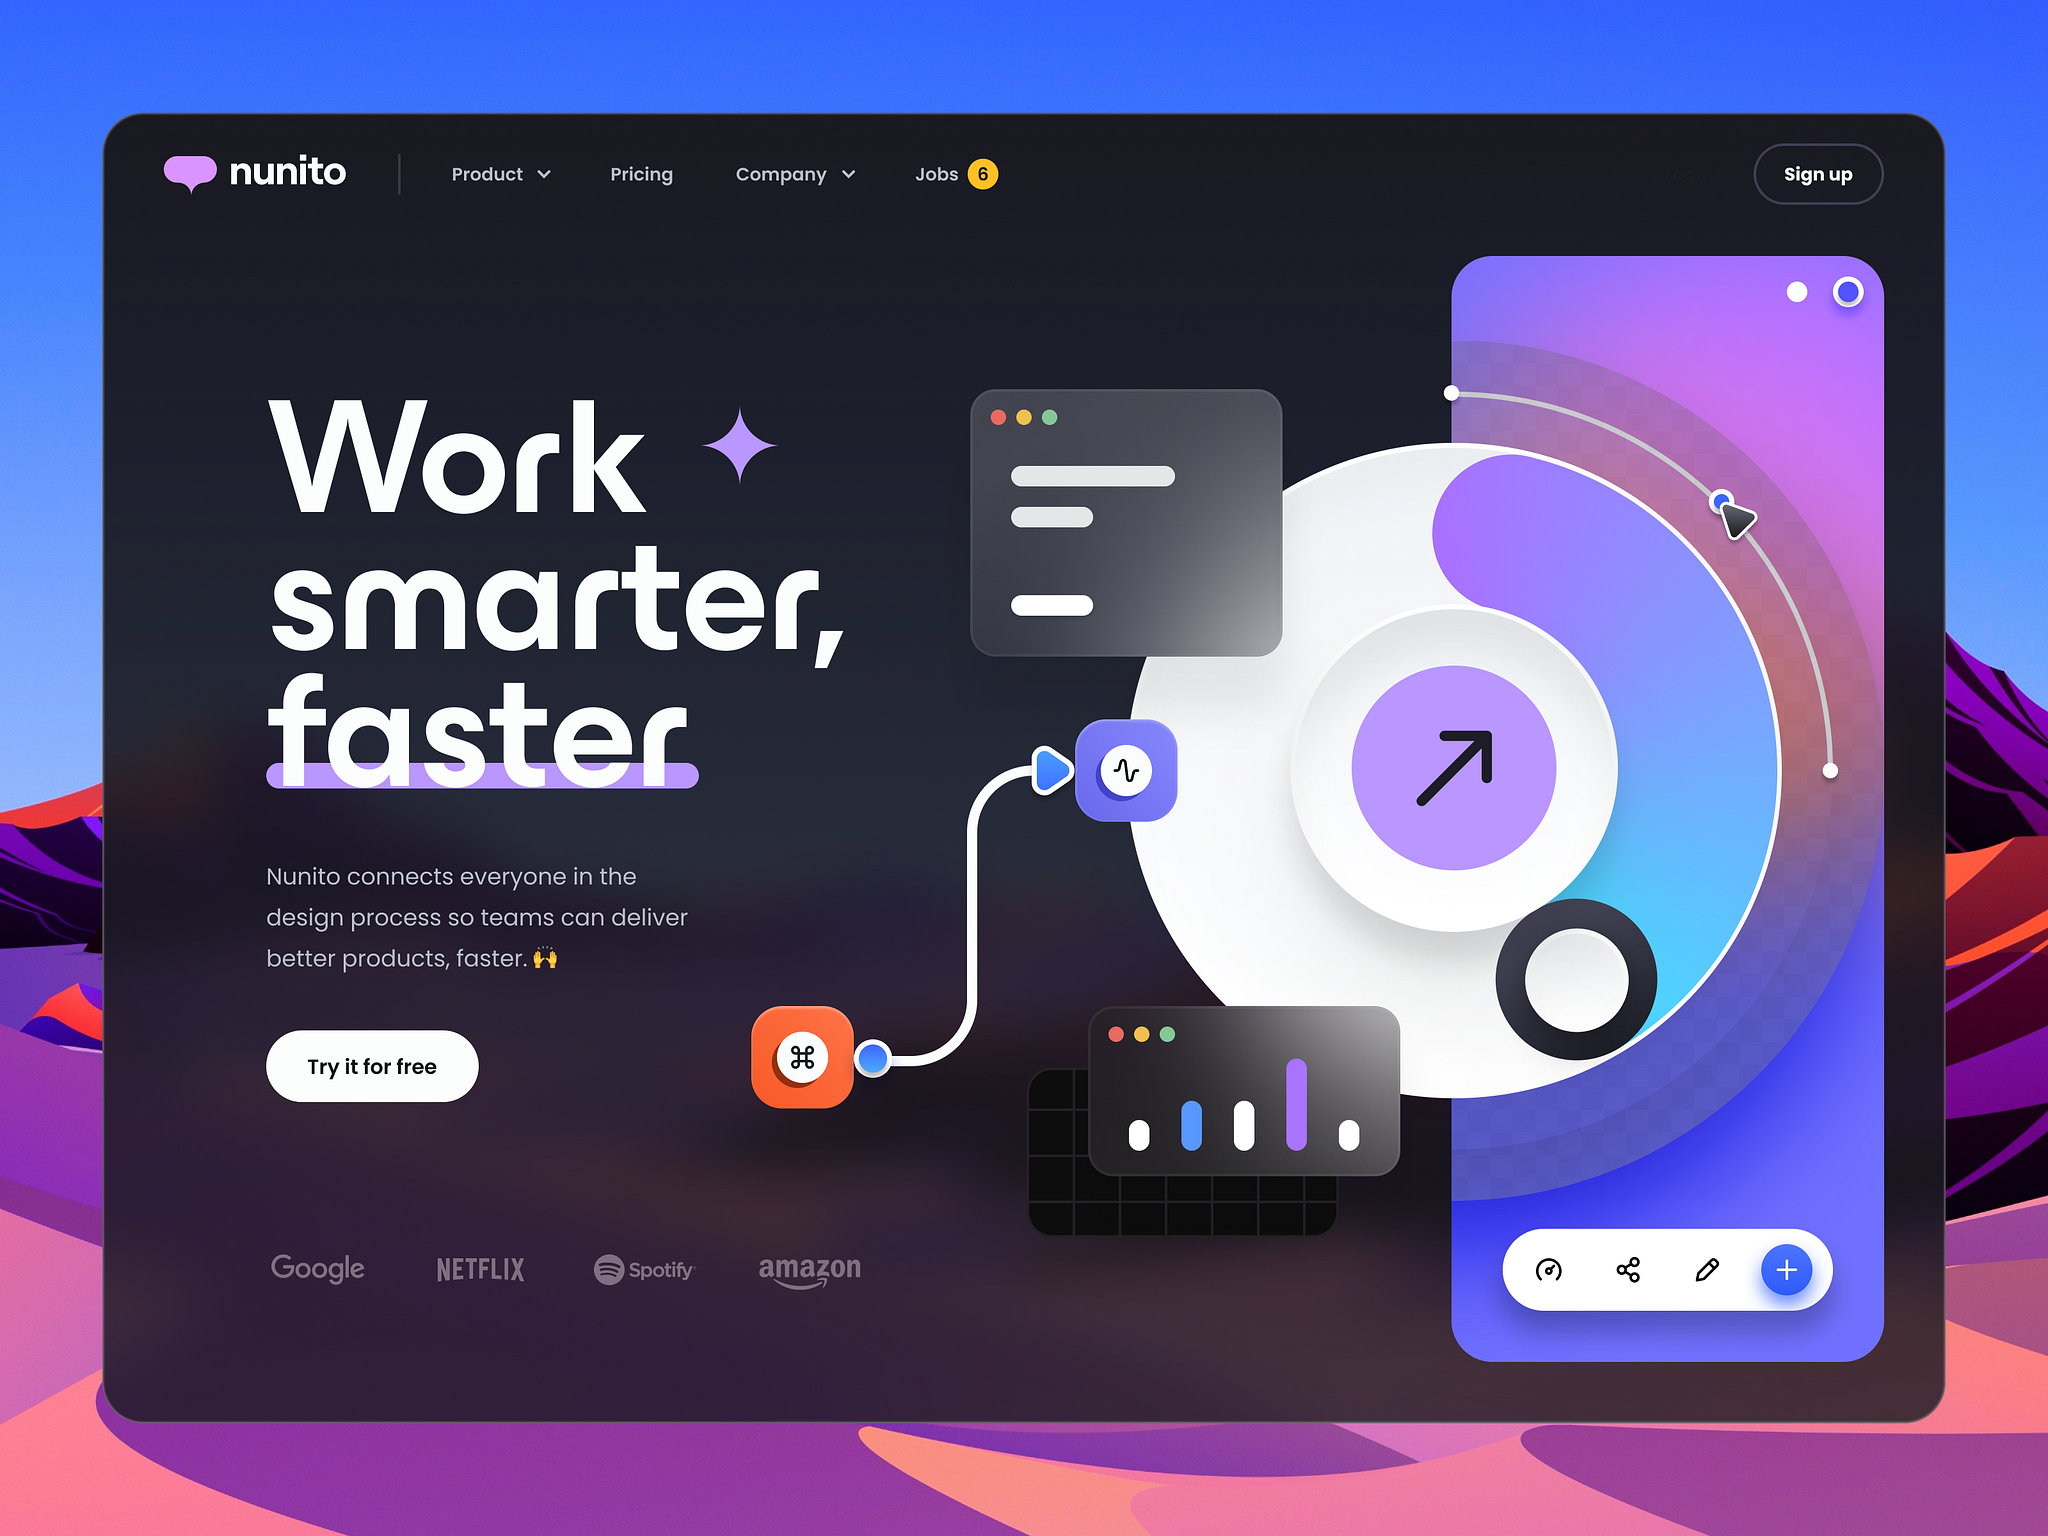 nunito
Product
Pricing
Company
Jobs 6
Sign up
Work
smarter,
faster
Nunito connects everyone in the
design process so teams can deliver
better products, faster. 🙌
Try it for free
Google
NETFLIX
Spotify
amazon